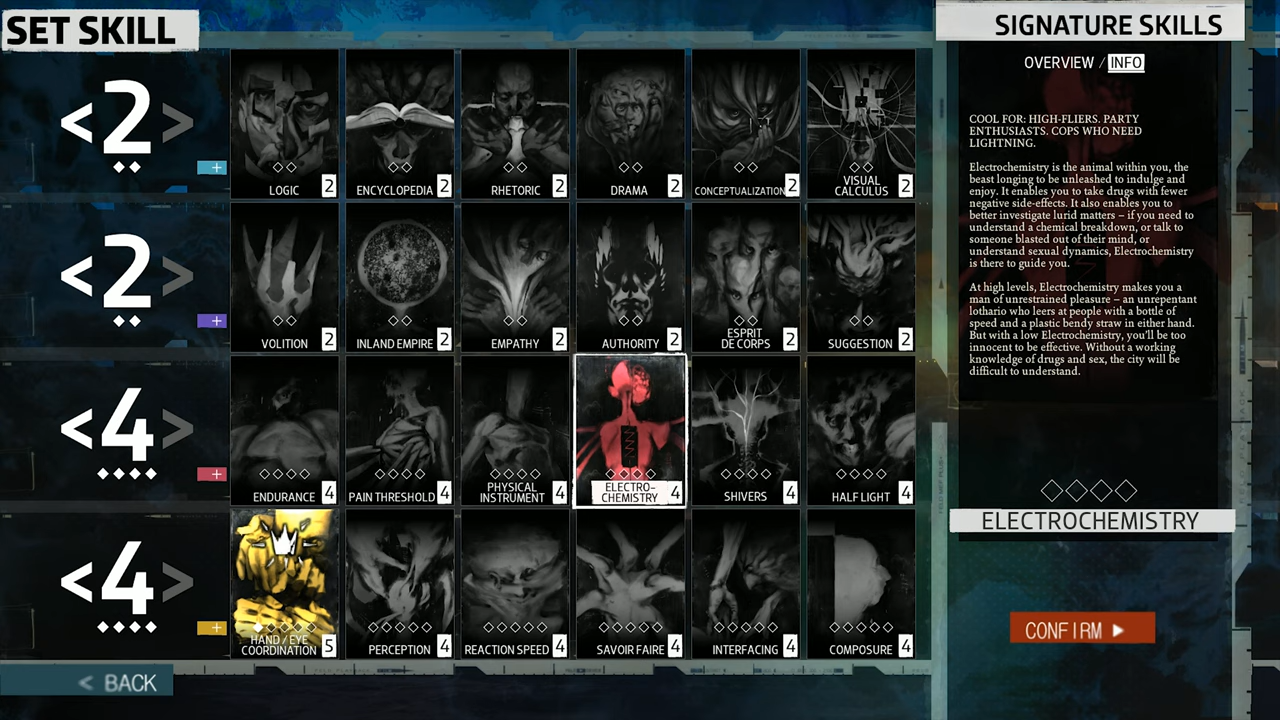 SET SKILL
SIGNATURE SKILLS
OVERVIEW / INFO
COOL FOR: HIGH-FLIERS. PARTY
ENTHUSIASTS. COPS WHO NEED
LIGHTNING.
Electrochemistry is the animal within you, the
beast longing to be unleashed to indulge and
enjoy. It enables you to take drugs with fewer
negative side-effects. It also enables you to
better investigate lurid matters – if you need to
understand a chemical breakdown, or talk to
someone blasted out of their mind, or
understand sexual dynamics, Electrochemistry
is there to guide you.
At high levels, Electrochemistry makes you a
man of unrestrained pleasure – an unrepentant
lothario who leers at people with a bottle of
speed and a plastic bendy straw in either hand.
But with a low Electrochemistry, you'll be too
innocent to be effective. Without a working
knowledge of drugs and sex, the city will be
difficult to understand.
ELECTROCHEMISTRY
CONFIRM
<2>
+
LOGIC 2
ENCYCLOPEDIA 2
RHETORIC 2
DRAMA 2
CONCEPTUALIZATION 2
VISUAL
CALCULUS 2
<2>
+
VOLITION 2
INLAND EMPIRE 2
EMPATHY 2
AUTHORITY 2
ESPRIT
DE CORPS 2
SUGGESTION 2
<4>
+
ENDURANCE 4
PAIN THRESHOLD 4
PHYSICAL
INSTRUMENT 4
ELECTRO-
CHEMISTRY 4
SHIVERS 4
HALF LIGHT 4
<4>
+
HAND / EYE
COORDINATION 5
PERCEPTION 4
REACTION SPEED 4
SAVOIR FAIRE 4
INTERFACING 4
COMPOSURE 4
< BACK